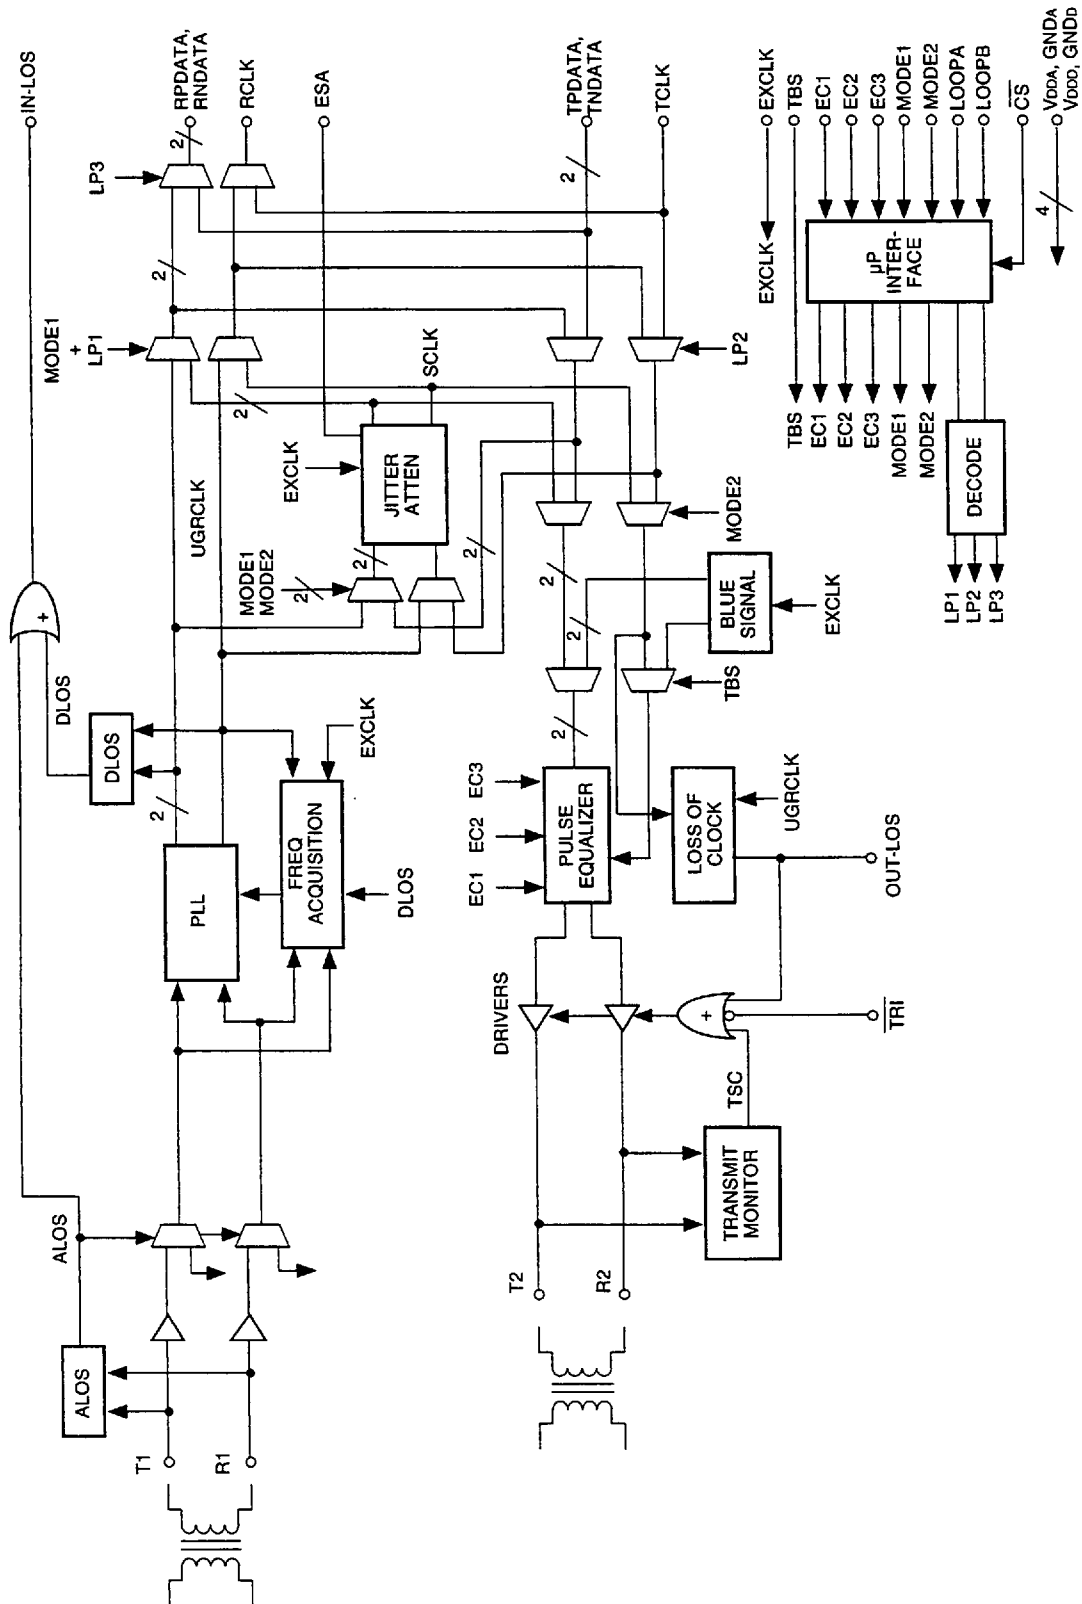 IN-LOS
RPDATA,
RNDATA
RCLK
ESA
TPDATA,
TNDATA
TCLK
EXCLK
TBS
EC1
EC2
EC3
MODE1
MODE2
LOOPA
LOOPB
CS
VDDA, GNDA
VDDD, GNDD
2
LP3
2
2
4
EXCLK
µP
INTER-
FACE
MODE1
+
LP1
2
SCLK
LP2
TBS
EC1
EC2
EC3
MODE1
MODE2
DECODE
LP1
LP2
LP3
UGRCLK
EXCLK
JITTER
ATTEN
2
MODE1
MODE2
2
2
MODE2
2
2
BLUE
SIGNAL
EXCLK
TBS
+
DLOS
DLOS
2
EXCLK
PLL
FREQ
ACQUISITION
DLOS
2
EC3
EC2
EC1
PULSE
EQUALIZER
LOSS OF
CLOCK
UGRCLK
OUT-LOS
DRIVERS
+
TRI
TSC
TRANSMIT
MONITOR
ALOS
ALOS
T1
R1
T2
R2